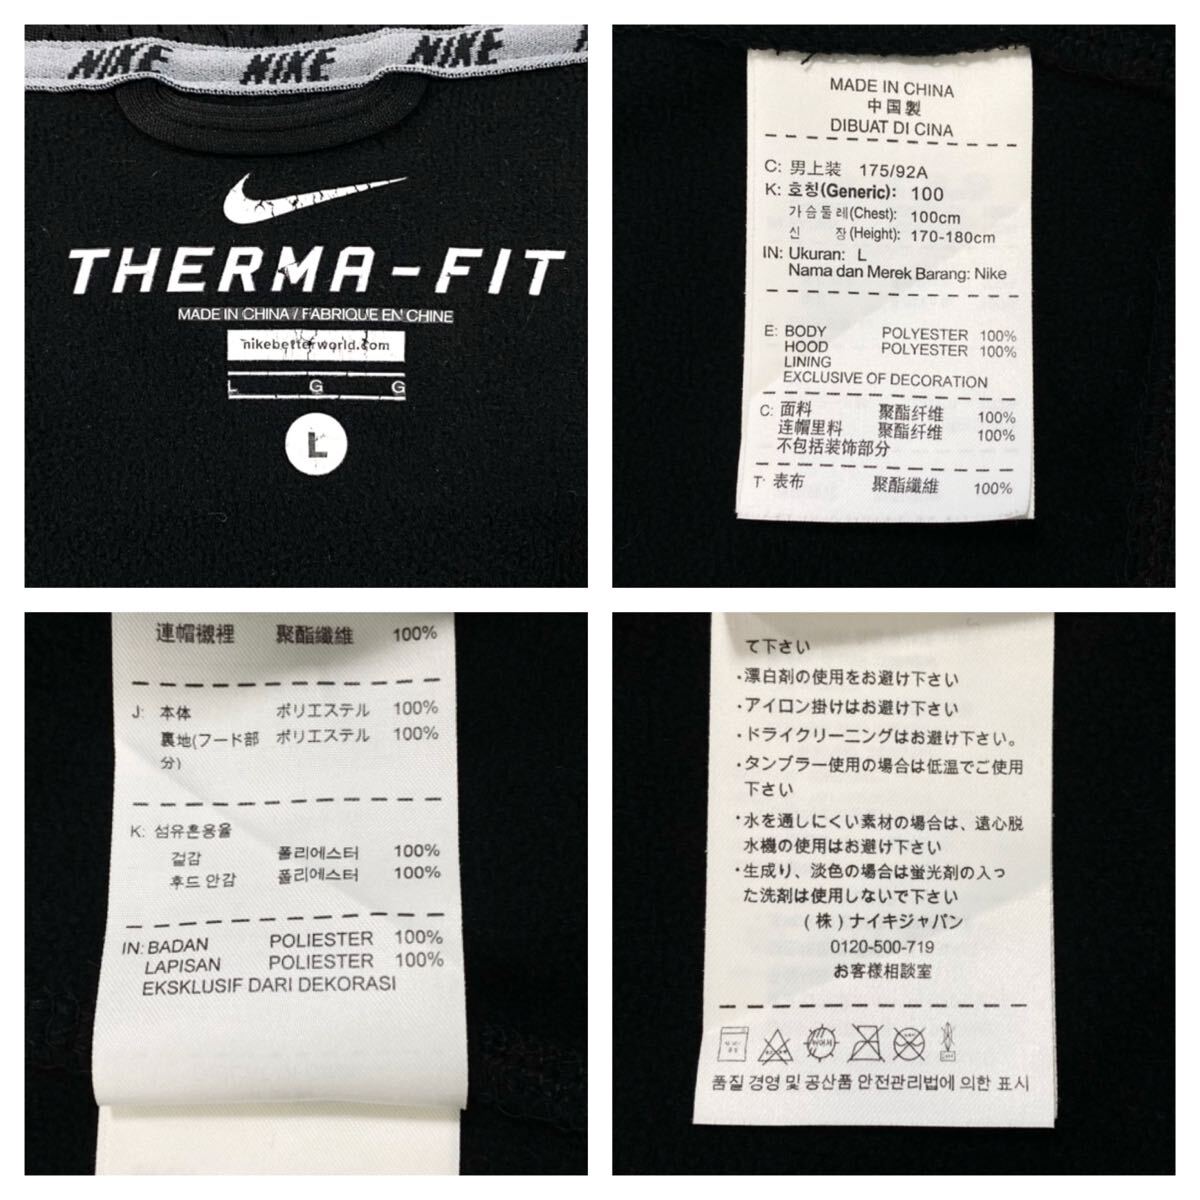 NIKE NIKE NIKE
THERMA-FIT
MADE IN CHINA / FABRIQUE EN CHINE
nikebetterworld.com
L G G
L
MADE IN CHINA
中国製
DIBUAT DI CINA
C: 男上装 175/92A
K: 호칭(Generic): 100
가슴둘레(Chest): 100cm
신 장(Height): 170-180cm
IN: Ukuran: L
Nama dan Merek Barang: Nike
E: BODY POLYESTER 100%
HOOD POLYESTER 100%
LINING
EXCLUSIVE OF DECORATION
C: 面料 聚酯纤维 100%
连帽里料 聚酯纤维 100%
不包括装饰部分
T: 表布 聚酯纖維 100%
連帽襯裡 聚酯纖維 100%
J: 本体 ポリエステル 100%
裏地(フード部 ポリエステル 100%
分)
K: 섬유혼용율
겉감 폴리에스터 100%
후드 안감 폴리에스터 100%
IN: BADAN POLIESTER 100%
LAPISAN POLIESTER 100%
EKSKLUSIF DARI DEKORASI
て下さい
・漂白剤の使用をお避け下さい
・アイロン掛けはお避け下さい
・ドライクリーニングはお避け下さい。
・タンブラー使用の場合は低温でご使用
下さい
・水を通しにくい素材の場合は、遠心脱
水機の使用はお避け下さい
・生成り、淡色の場合は蛍光剤の入っ
た洗剤は使用しないで下さい
(株)ナイキジャパン
0120-500-719
お客様相談室
품질 경영 및 공산품 안전관리법에 의한 표시